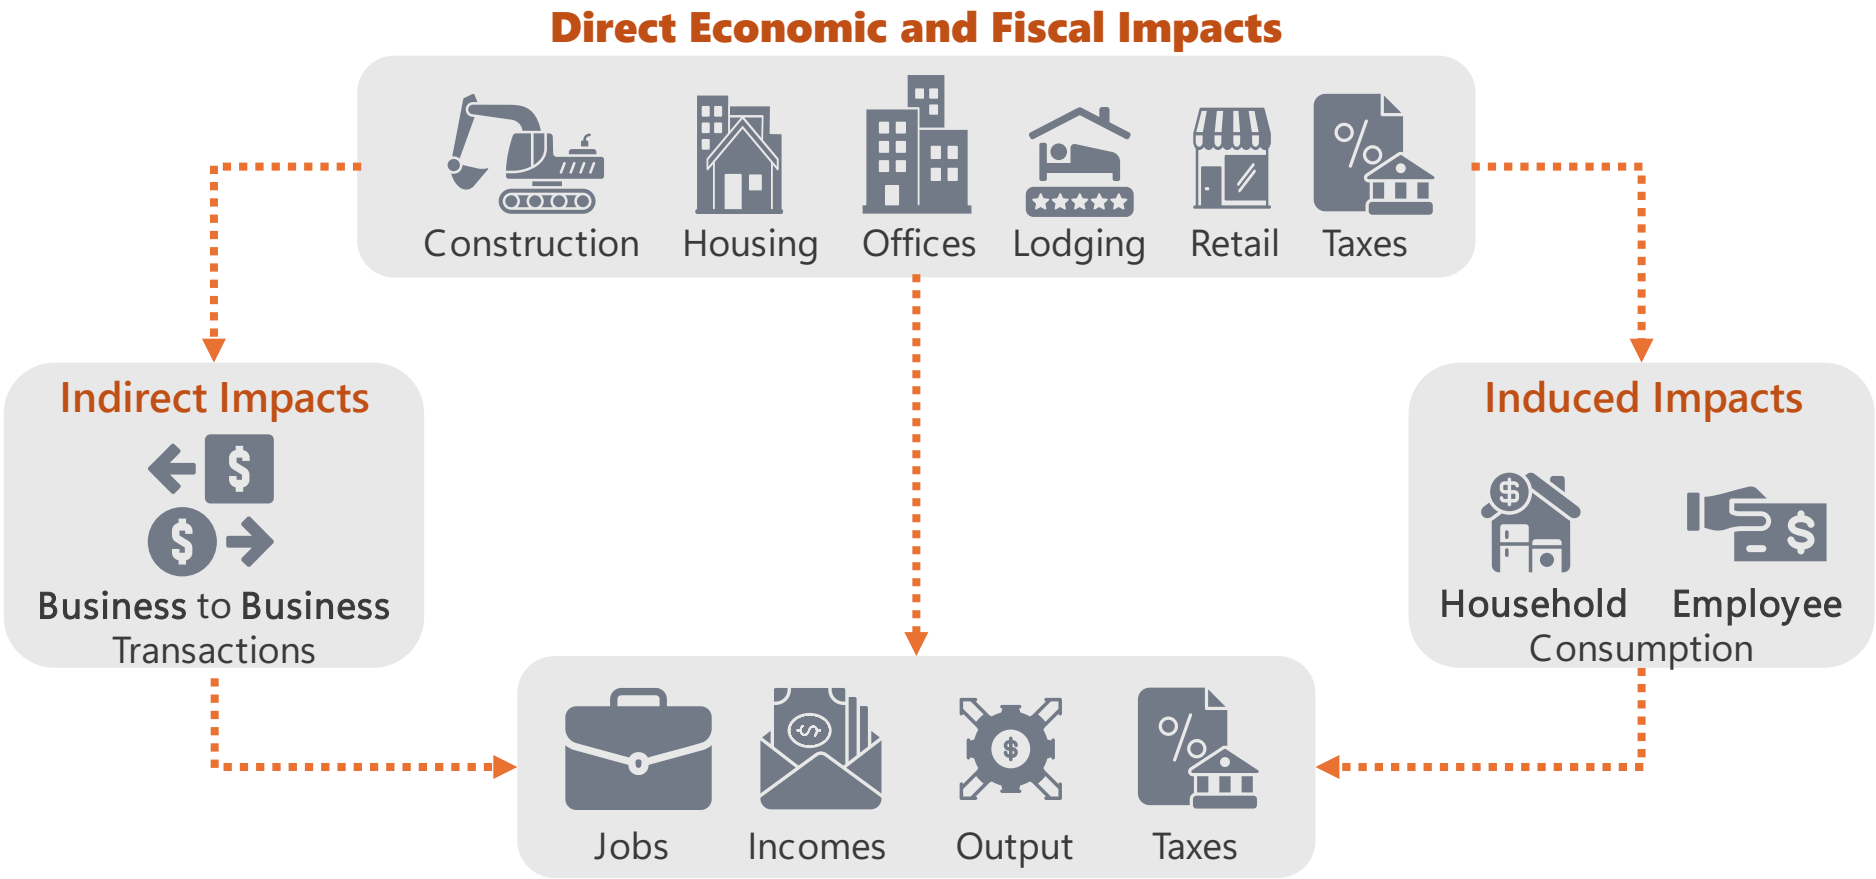 Direct Economic and Fiscal Impacts
Construction
Housing
Offices
Lodging
Retail
Taxes
Indirect Impacts
$
$
Business to Business
Transactions
Induced Impacts
$
$
Household
Employee
Consumption
%
$
$
%
Jobs
Incomes
Output
Taxes